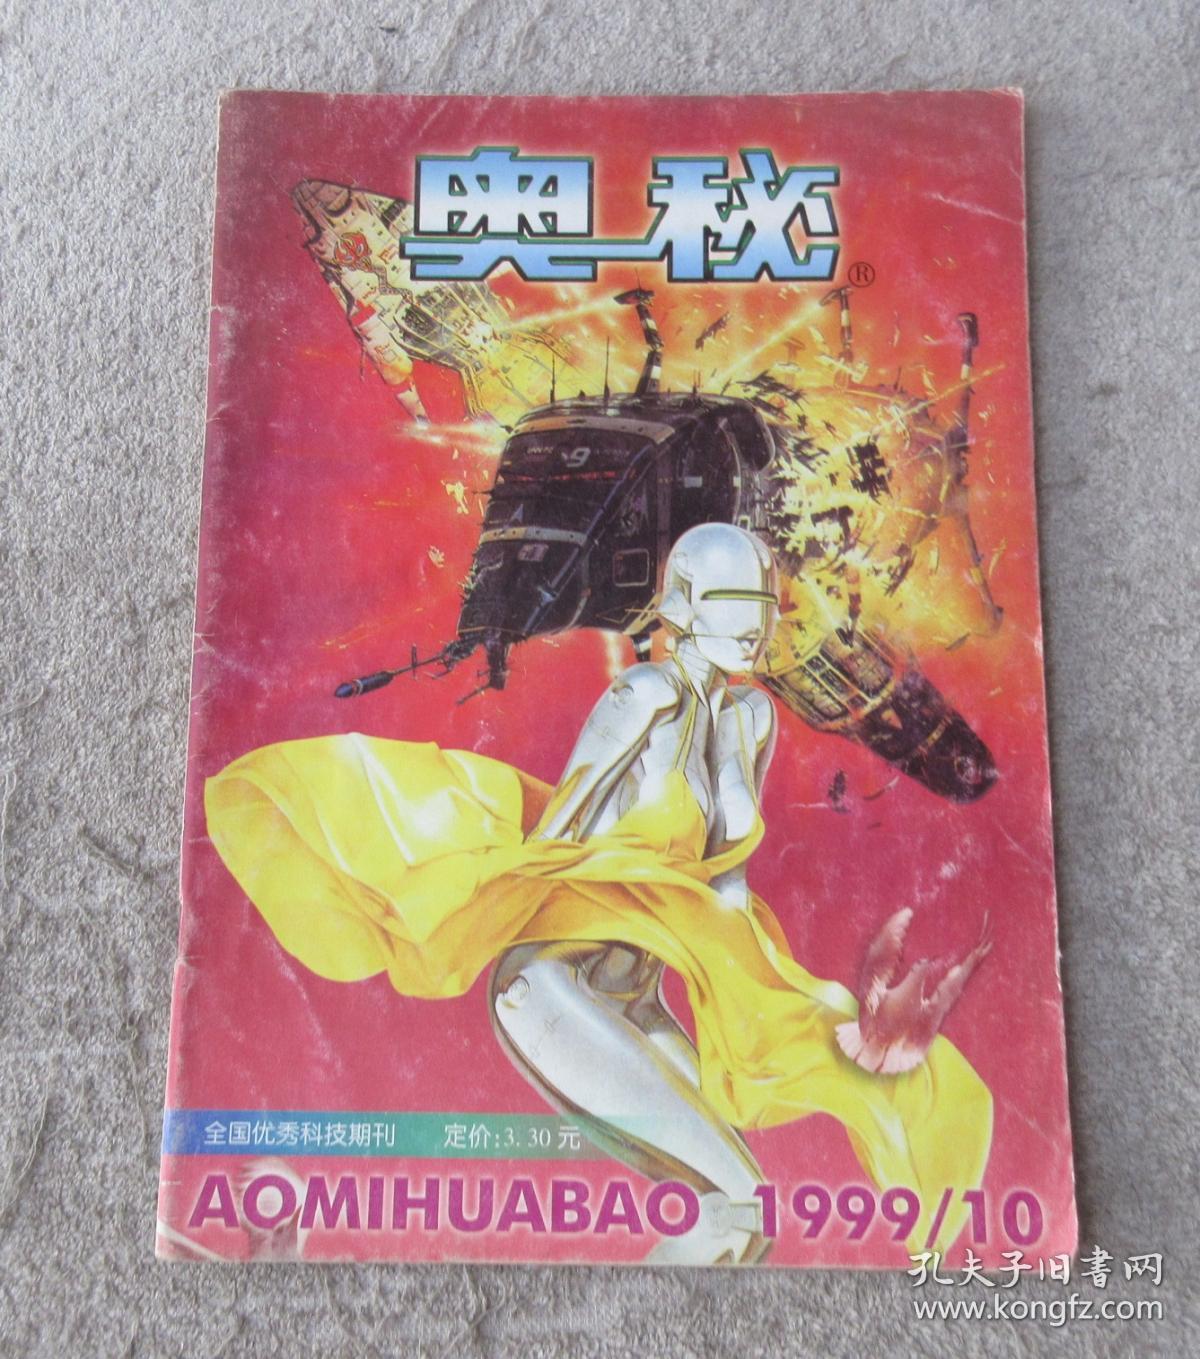 奥秘
®
全国优秀科技期刊 定价:3.30元
AOMIHUABAO 1999/10
孔夫子旧书网
www.kongfz.com